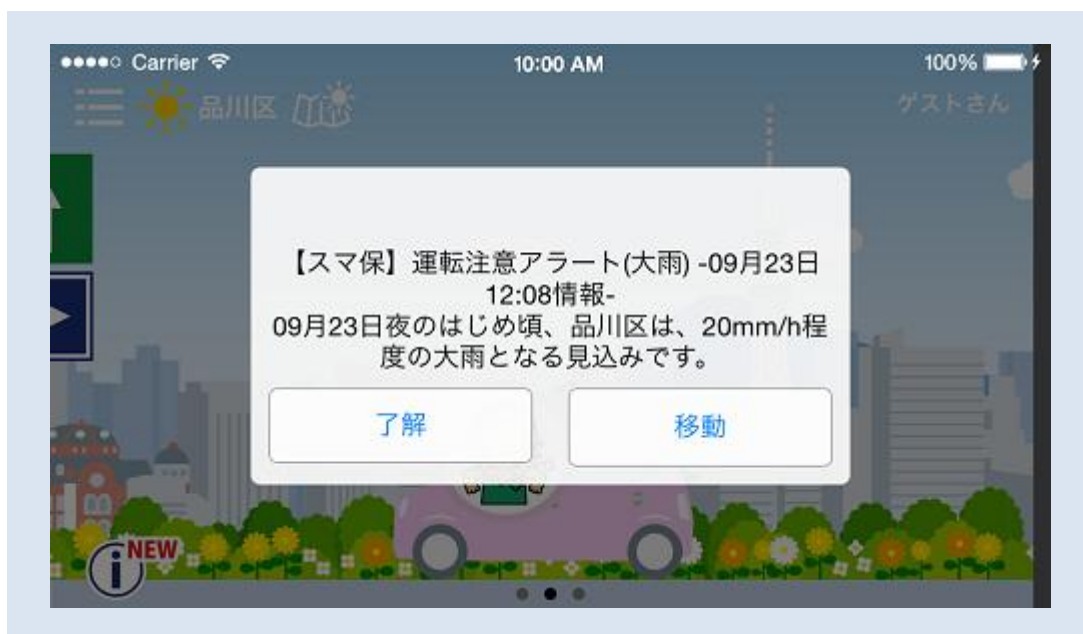 Carrier 10:00 AM 100%
品川区 ゲストさん
【スマ保】運転注意アラート(大雨) -09月23日
12:08情報-
09月23日夜のはじめ頃、品川区は、20mm/h程
度の大雨となる見込みです。
了解 移動
i NEW